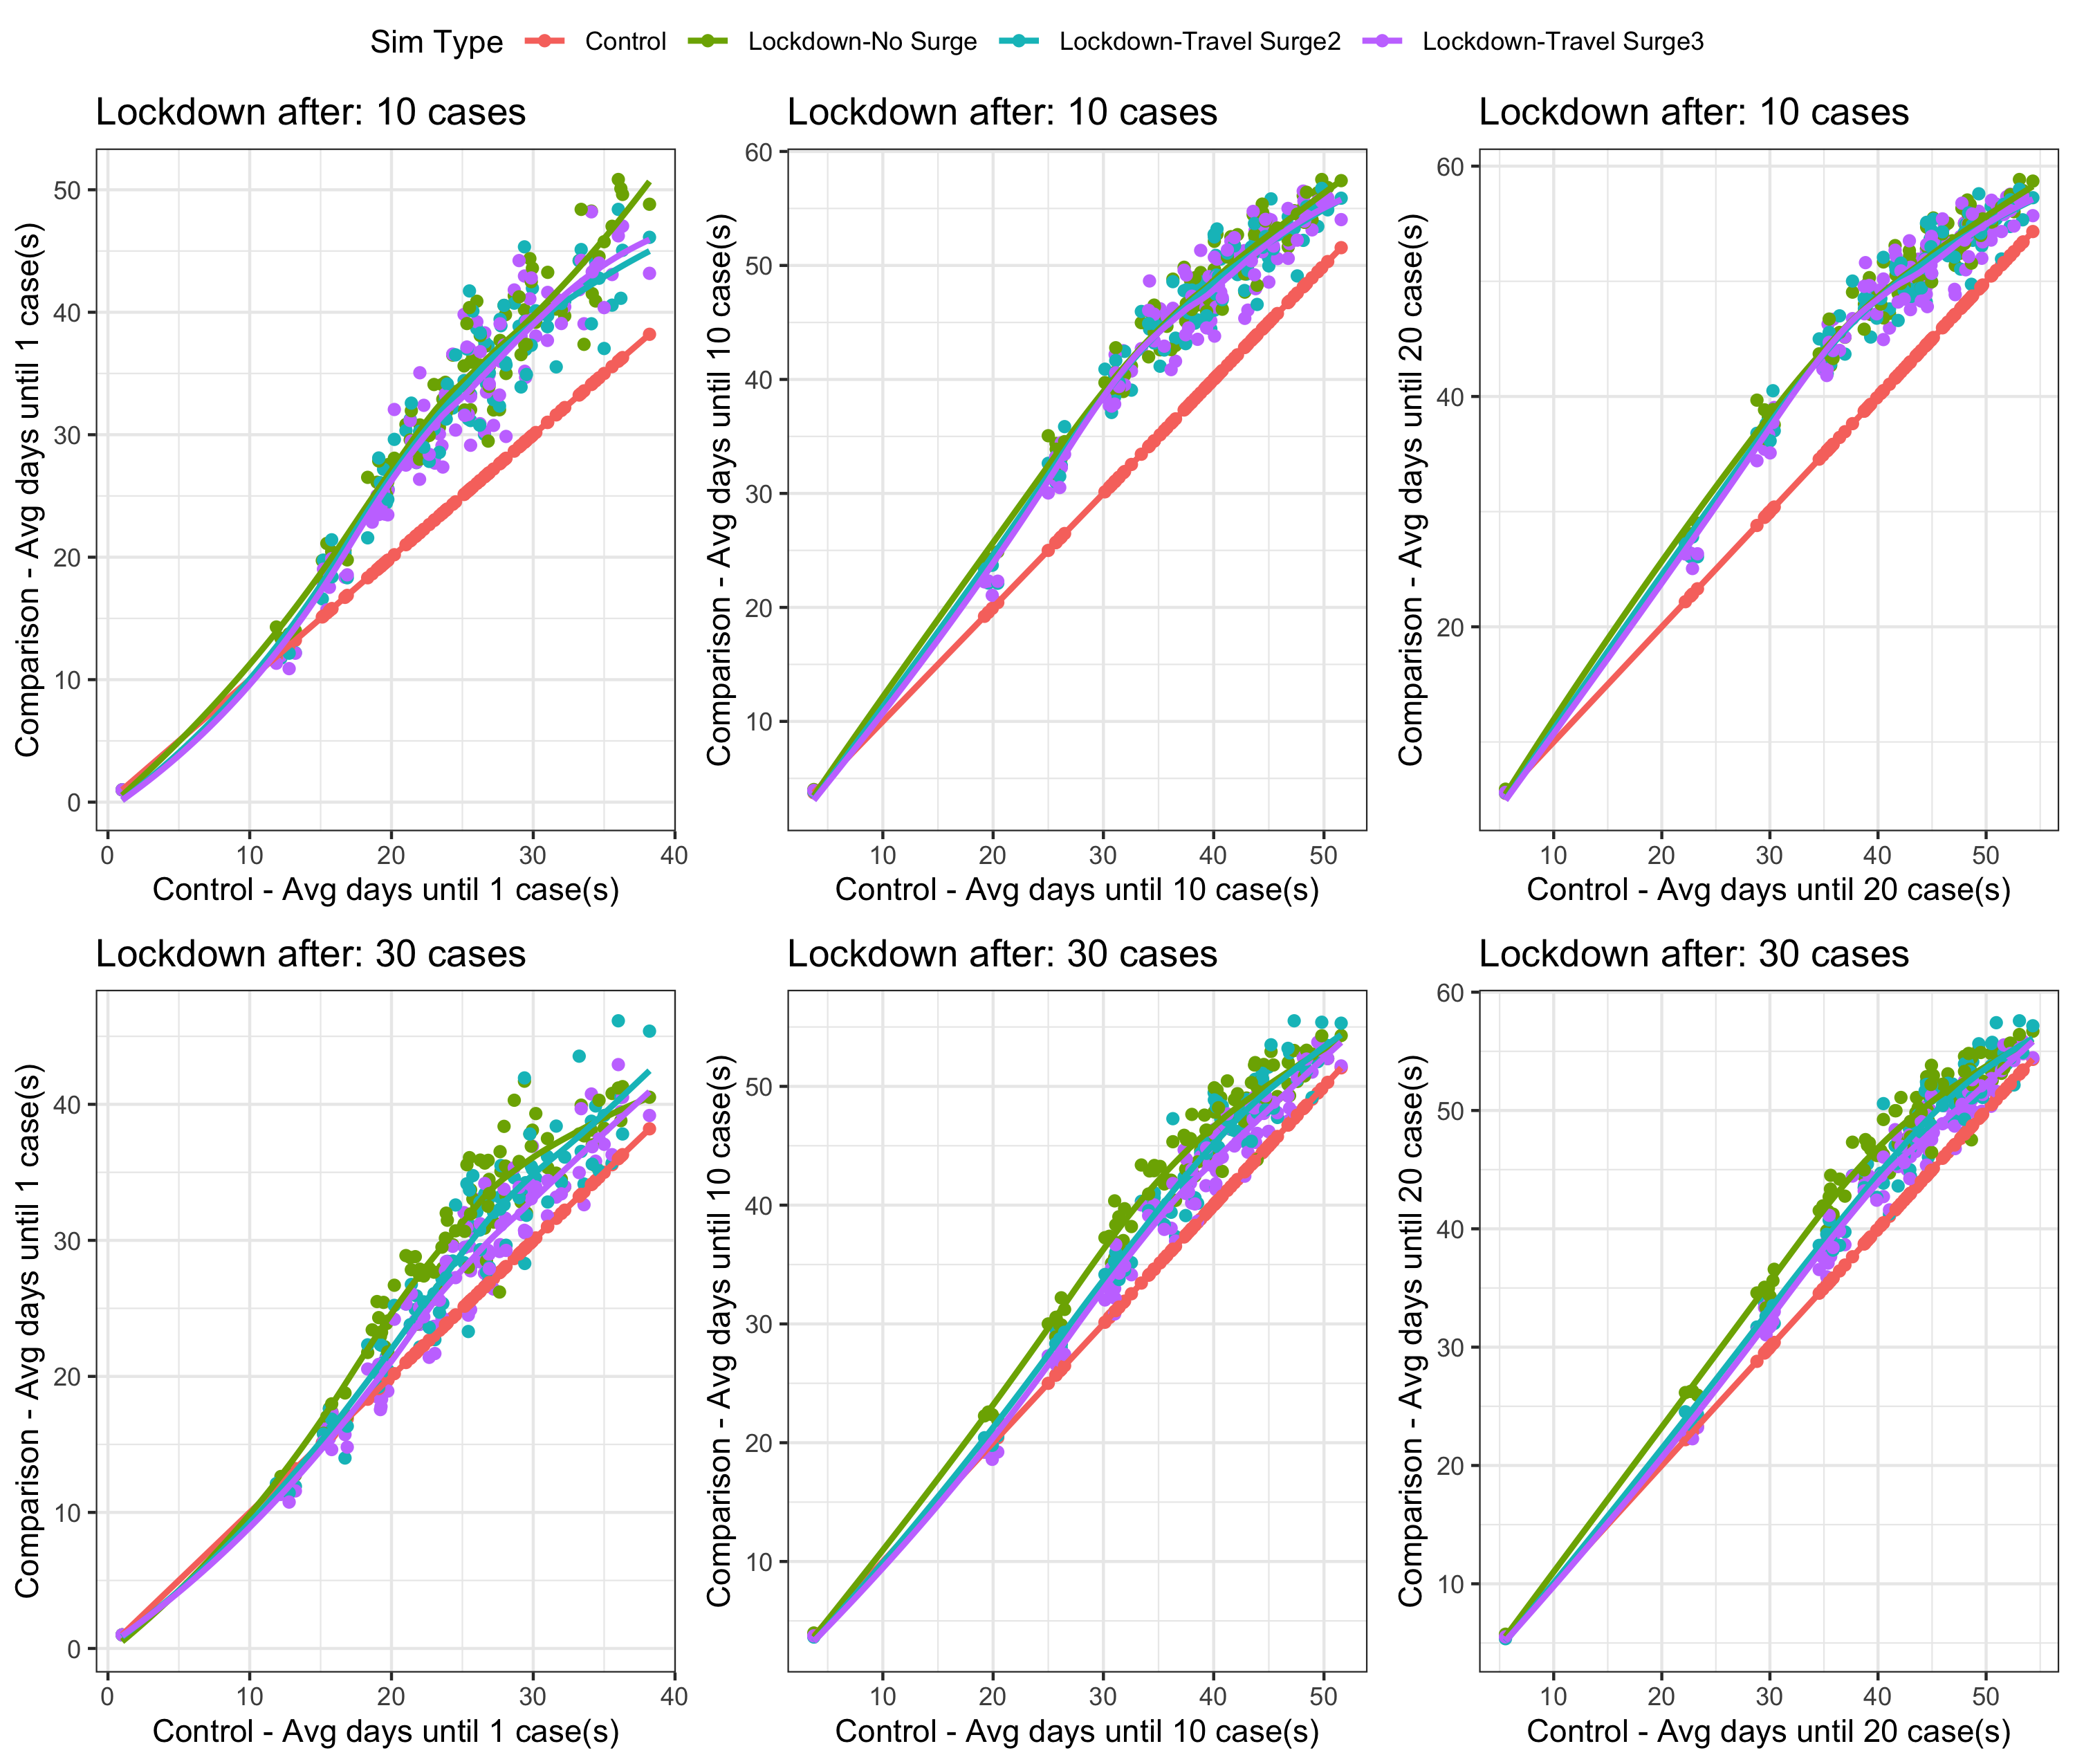 Sim Type Control Lockdown-No Surge Lockdown-Travel Surge2 Lockdown-Travel Surge3
Lockdown after: 10 cases
Comparison - Avg days until 1 case(s)
50
40
30
20
10
0
0 10 20 30 40
Control - Avg days until 1 case(s)
Lockdown after: 10 cases
Comparison - Avg days until 10 case(s)
60
50
40
30
20
10
10 20 30 40 50
Control - Avg days until 10 case(s)
Lockdown after: 10 cases
Comparison - Avg days until 20 case(s)
60
40
20
10 20 30 40 50
Control - Avg days until 20 case(s)
Lockdown after: 30 cases
Comparison - Avg days until 1 case(s)
40
30
20
10
0
0 10 20 30 40
Control - Avg days until 1 case(s)
Lockdown after: 30 cases
Comparison - Avg days until 10 case(s)
50
40
30
20
10
10 20 30 40 50
Control - Avg days until 10 case(s)
Lockdown after: 30 cases
Comparison - Avg days until 20 case(s)
60
50
40
30
20
10
10 20 30 40 50
Control - Avg days until 20 case(s)